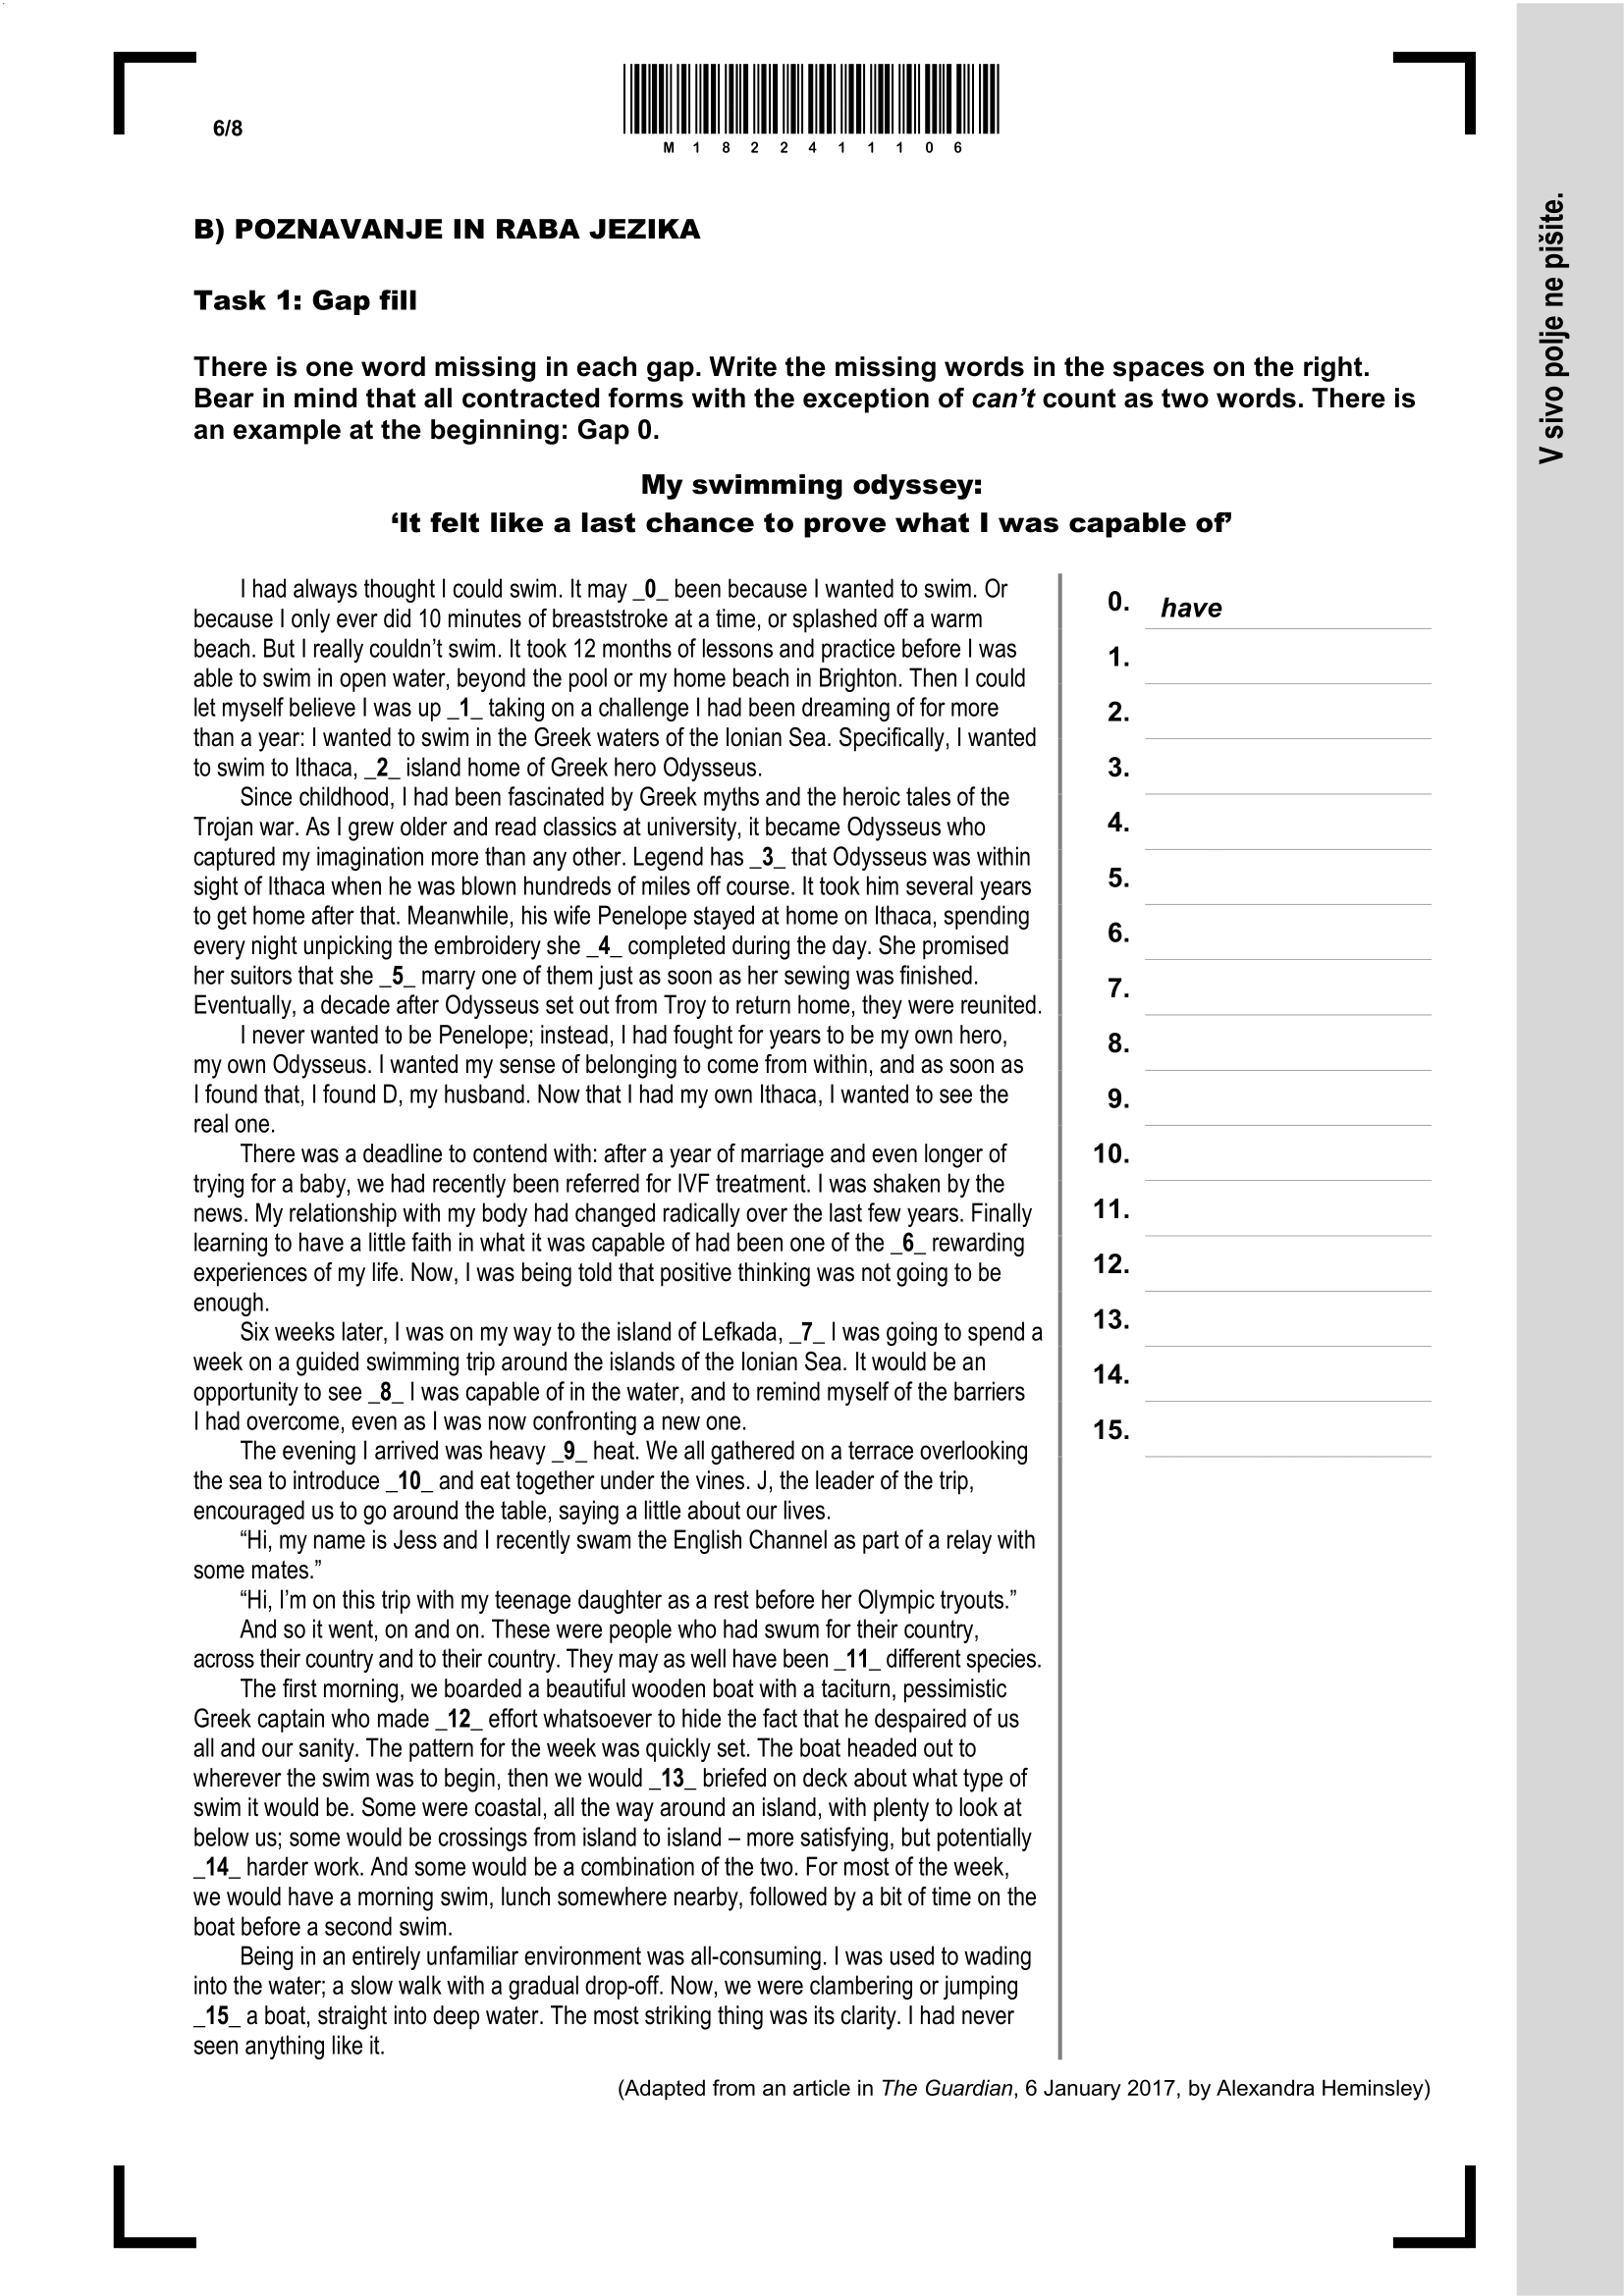 6/8
M 1 8 2 2 4 1 1 1 0 6
V sivo polje ne pišite.
B) POZNAVANJE IN RABA JEZIKA
Task 1: Gap fill
There is one word missing in each gap. Write the missing words in the spaces on the right.
Bear in mind that all contracted forms with the exception of can’t count as two words. There is
an example at the beginning: Gap 0.
My swimming odyssey:
‘It felt like a last chance to prove what I was capable of’
I had always thought I could swim. It may _0_ been because I wanted to swim. Or
because I only ever did 10 minutes of breaststroke at a time, or splashed off a warm
beach. But I really couldn’t swim. It took 12 months of lessons and practice before I was
able to swim in open water, beyond the pool or my home beach in Brighton. Then I could
let myself believe I was up _1_ taking on a challenge I had been dreaming of for more
than a year: I wanted to swim in the Greek waters of the Ionian Sea. Specifically, I wanted
to swim to Ithaca, _2_ island home of Greek hero Odysseus.
Since childhood, I had been fascinated by Greek myths and the heroic tales of the
Trojan war. As I grew older and read classics at university, it became Odysseus who
captured my imagination more than any other. Legend has _3_ that Odysseus was within
sight of Ithaca when he was blown hundreds of miles off course. It took him several years
to get home after that. Meanwhile, his wife Penelope stayed at home on Ithaca, spending
every night unpicking the embroidery she _4_ completed during the day. She promised
her suitors that she _5_ marry one of them just as soon as her sewing was finished.
Eventually, a decade after Odysseus set out from Troy to return home, they were reunited.
I never wanted to be Penelope; instead, I had fought for years to be my own hero,
my own Odysseus. I wanted my sense of belonging to come from within, and as soon as
I found that, I found D, my husband. Now that I had my own Ithaca, I wanted to see the
real one.
There was a deadline to contend with: after a year of marriage and even longer of
trying for a baby, we had recently been referred for IVF treatment. I was shaken by the
news. My relationship with my body had changed radically over the last few years. Finally
learning to have a little faith in what it was capable of had been one of the _6_ rewarding
experiences of my life. Now, I was being told that positive thinking was not going to be
enough.
Six weeks later, I was on my way to the island of Lefkada, _7_ I was going to spend a
week on a guided swimming trip around the islands of the Ionian Sea. It would be an
opportunity to see _8_ I was capable of in the water, and to remind myself of the barriers
I had overcome, even as I was now confronting a new one.
The evening I arrived was heavy _9_ heat. We all gathered on a terrace overlooking
the sea to introduce _10_ and eat together under the vines. J, the leader of the trip,
encouraged us to go around the table, saying a little about our lives.
“Hi, my name is Jess and I recently swam the English Channel as part of a relay with
some mates.”
“Hi, I’m on this trip with my teenage daughter as a rest before her Olympic tryouts.”
And so it went, on and on. These were people who had swum for their country,
across their country and to their country. They may as well have been _11_ different species.
The first morning, we boarded a beautiful wooden boat with a taciturn, pessimistic
Greek captain who made _12_ effort whatsoever to hide the fact that he despaired of us
all and our sanity. The pattern for the week was quickly set. The boat headed out to
wherever the swim was to begin, then we would _13_ briefed on deck about what type of
swim it would be. Some were coastal, all the way around an island, with plenty to look at
below us; some would be crossings from island to island – more satisfying, but potentially
_14_ harder work. And some would be a combination of the two. For most of the week,
we would have a morning swim, lunch somewhere nearby, followed by a bit of time on the
boat before a second swim.
Being in an entirely unfamiliar environment was all-consuming. I was used to wading
into the water; a slow walk with a gradual drop-off. Now, we were clambering or jumping
_15_ a boat, straight into deep water. The most striking thing was its clarity. I had never
seen anything like it.
0. have
1.
2.
3.
4.
5.
6.
7.
8.
9.
10.
11.
12.
13.
14.
15.
(Adapted from an article in The Guardian, 6 January 2017, by Alexandra Heminsley)